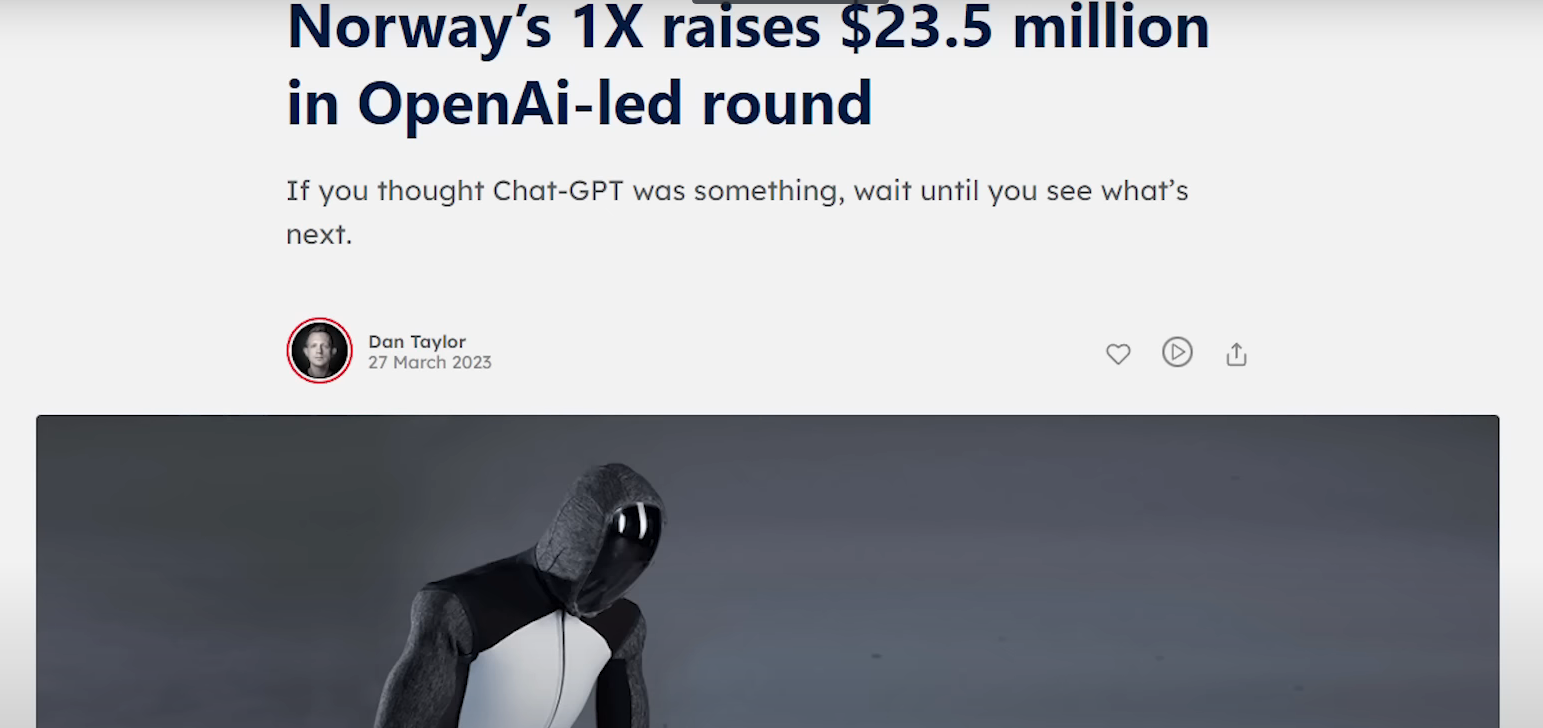 Norway’s 1X raises $23.5 million
in OpenAi-led round
If you thought Chat-GPT was something, wait until you see what’s
next.
Dan Taylor
27 March 2023